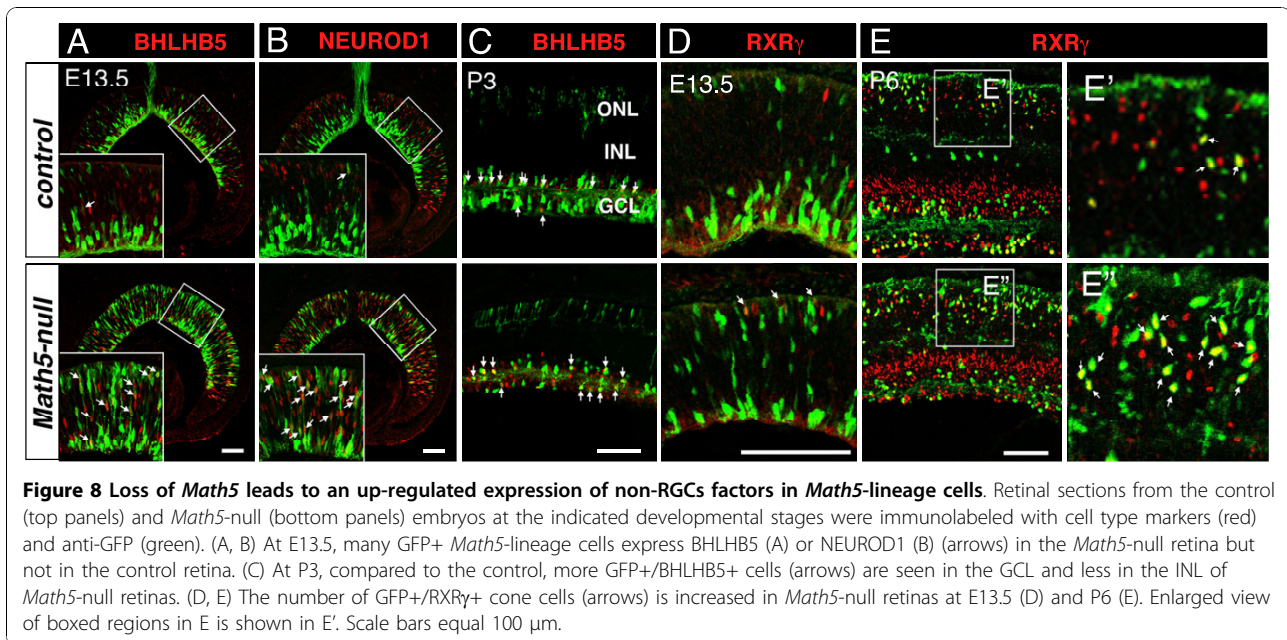 A BHLHB5
B NEUROD1
C BHLHB5
D RXRγ
E RXRγ
control
E13.5
P3
ONL
INL
GCL
E13.5
P6
E'
E'
Math5-null
E"
E"
Figure 8 Loss of Math5 leads to an up-regulated expression of non-RGCs factors in Math5-lineage cells. Retinal sections from the control
(top panels) and Math5-null (bottom panels) embryos at the indicated developmental stages were immunolabeled with cell type markers (red)
and anti-GFP (green). (A, B) At E13.5, many GFP+ Math5-lineage cells express BHLHB5 (A) or NEUROD1 (B) (arrows) in the Math5-null retina but
not in the control retina. (C) At P3, compared to the control, more GFP+/BHLHB5+ cells (arrows) are seen in the GCL and less in the INL of
Math5-null retinas. (D, E) The number of GFP+/RXRγ+ cone cells (arrows) is increased in Math5-null retinas at E13.5 (D) and P6 (E). Enlarged view
of boxed regions in E is shown in E'. Scale bars equal 100 μm.